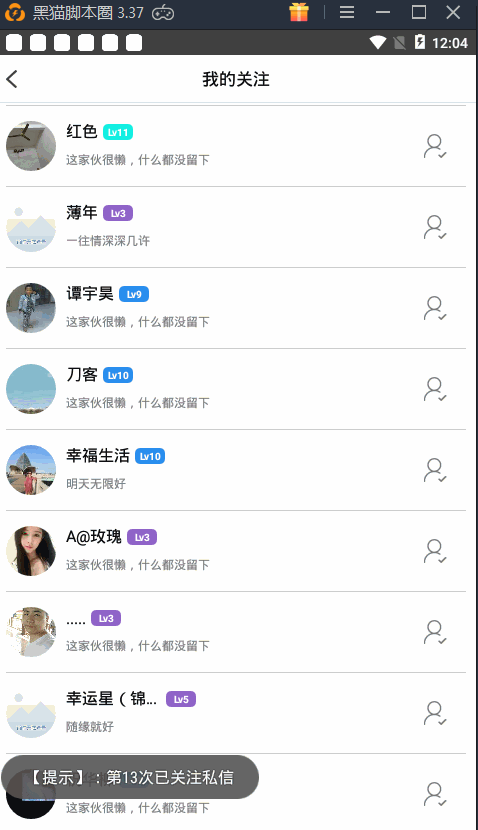 黑猫脚本圈 3.37
12:04
我的关注
红色 Lv11
这家伙很懒，什么都没留下
薄年 Lv3
一往情深深几许
谭宇昊 Lv9
这家伙很懒，什么都没留下
刀客 Lv10
这家伙很懒，什么都没留下
幸福生活 Lv10
明天无限好
A@玫瑰 Lv3
这家伙很懒，什么都没留下
..... Lv3
这家伙很懒，什么都没留下
幸运星（锦... Lv5
随缘就好
【提示】：第13次已关注私信
这家伙很懒，什么都没留下